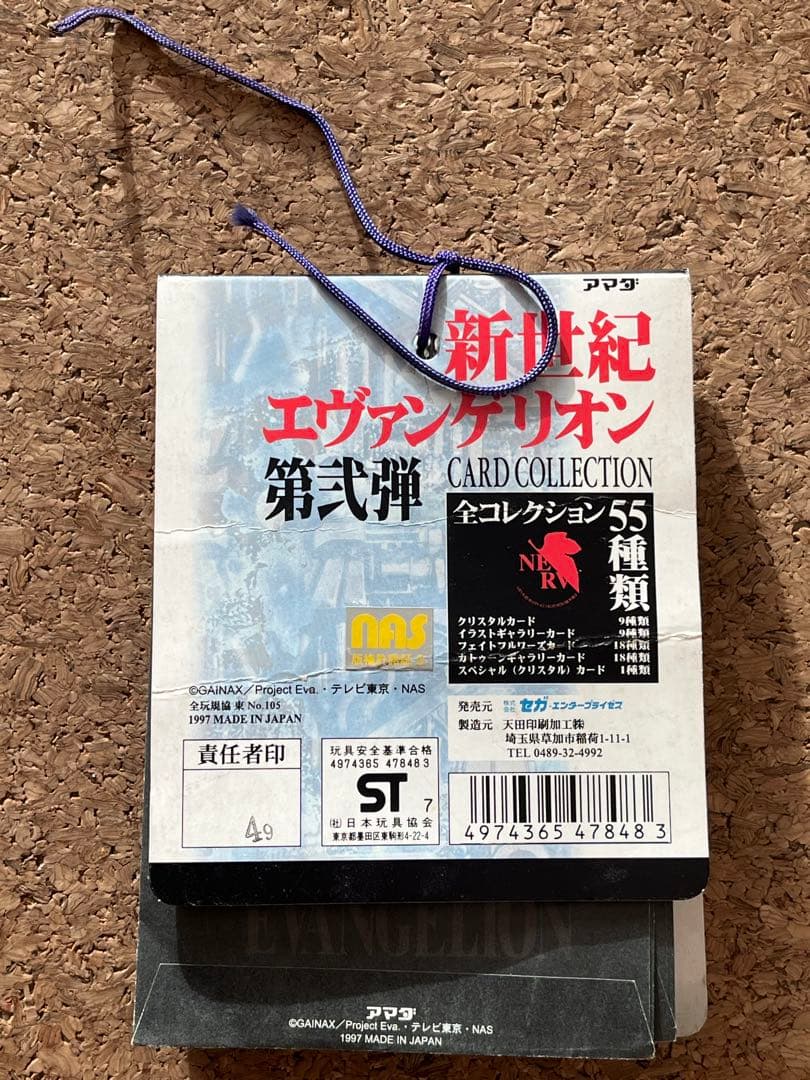 アマダ
新世紀
エヴァンゲリオン
第弐弾 CARD COLLECTION
全コレクション55種類
NERV
クリスタルカード 9種類
イラストギャラリーカード 9種類
フェイトフルワーズカード 18種類
カトゥーンギャラリーカード 18種類
スペシャル(クリスタル)カード 1種類
nas
©GAINAX/Project Eva.・テレビ東京・NAS
全玩規協 東 No.105
1997 MADE IN JAPAN
発売元 株式会社 セガ・エンタープライゼス
製造元 天田印刷加工㈱
埼玉県草加市稲荷1-11-1
TEL 0489-32-4992
責任者印
49
玩具安全基準合格
4974365 478483
ST 7
(社)日本玩具協会
東京都墨田区東駒形4-22-4
4974365 478483
EVANGELION
アマダ
©GAINAX/Project Eva.・テレビ東京・NAS
1997 MADE IN JAPAN